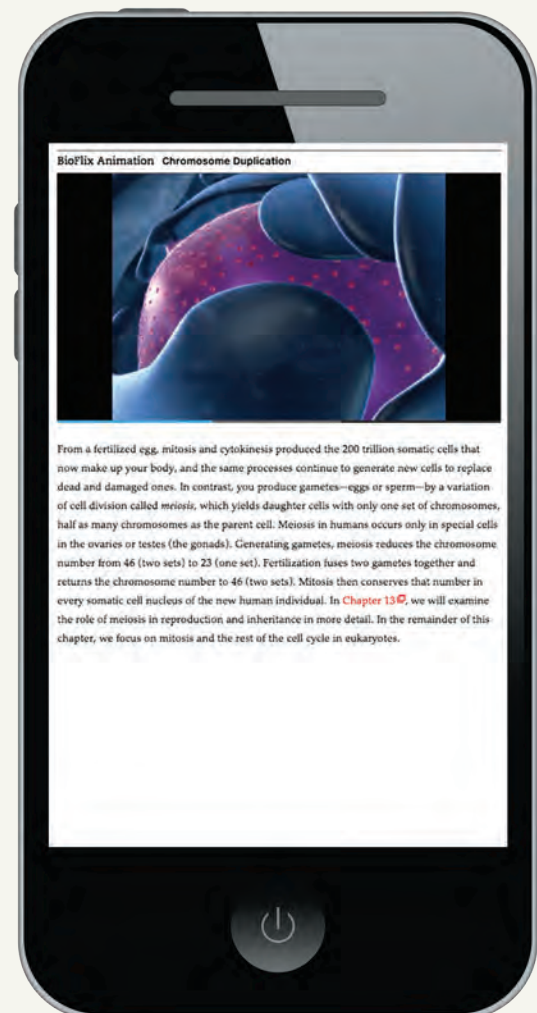 BioFlix Animation Chromosome Duplication
From a fertilized egg, mitosis and cytokinesis produced the 200 trillion somatic cells that
now make up your body, and the same processes continue to generate new cells to replace
dead and damaged ones. In contrast, you produce gametes—eggs or sperm—by a variation
of cell division called meiosis, which yields daughter cells with only one set of chromosomes,
half as many chromosomes as the parent cell. Meiosis in humans occurs only in special cells
in the ovaries or testes (the gonads). Generating gametes, meiosis reduces the chromosome
number from 46 (two sets) to 23 (one set). Fertilization fuses two gametes together and
returns the chromosome number to 46 (two sets). Mitosis then conserves that number in
every somatic cell nucleus of the new human individual. In Chapter 13, we will examine
the role of meiosis in reproduction and inheritance in more detail. In the remainder of this
chapter, we focus on mitosis and the rest of the cell cycle in eukaryotes.